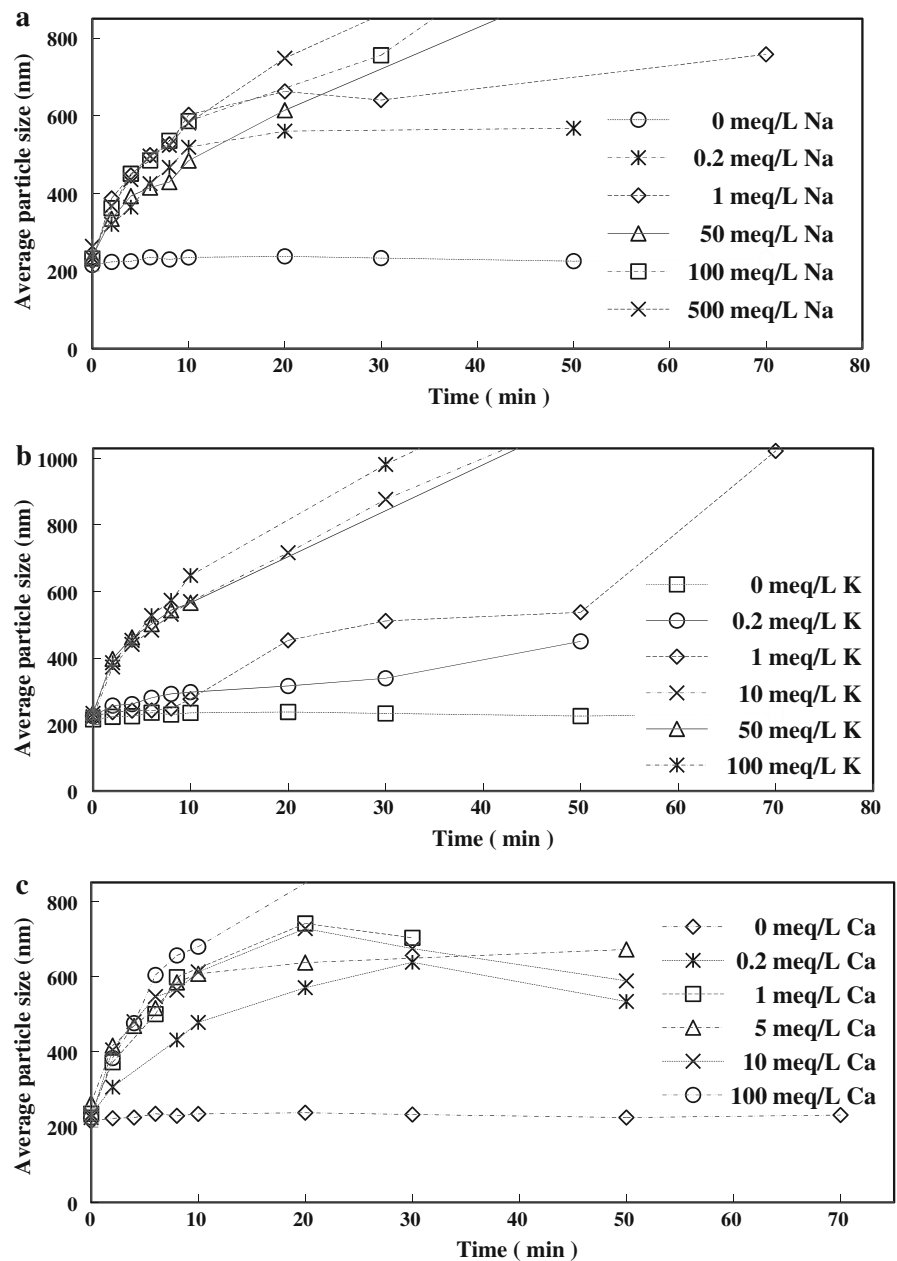 a
Average particle size (nm)
800
600
400
200
0
0 meq/L Na
0.2 meq/L Na
1 meq/L Na
50 meq/L Na
100 meq/L Na
500 meq/L Na
0 10 20 30 40 50 60 70 80
Time ( min )
b
Average particle size (nm)
1000
800
600
400
200
0
0 meq/L K
0.2 meq/L K
1 meq/L K
10 meq/L K
50 meq/L K
100 meq/L K
0 10 20 30 40 50 60 70 80
Time ( min )
c
Average particle size (nm)
800
600
400
200
0
0 meq/L Ca
0.2 meq/L Ca
1 meq/L Ca
5 meq/L Ca
10 meq/L Ca
100 meq/L Ca
0 10 20 30 40 50 60 70
Time ( min )